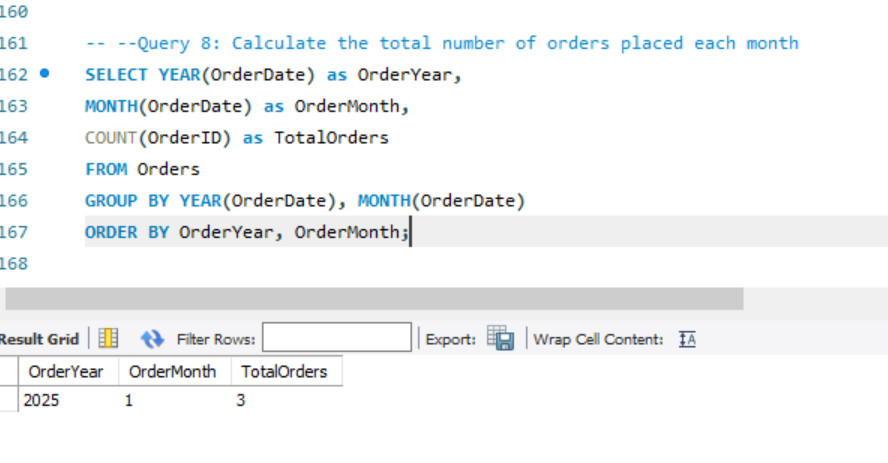 160
161 -- --Query 8: Calculate the total number of orders placed each month
162 SELECT YEAR(OrderDate) as OrderYear,
163 MONTH(OrderDate) as OrderMonth,
164 COUNT(OrderID) as TotalOrders
165 FROM Orders
166 GROUP BY YEAR(OrderDate), MONTH(OrderDate)
167 ORDER BY OrderYear, OrderMonth;
168
Result Grid Filter Rows: Export: Wrap Cell Content:
OrderYear OrderMonth TotalOrders
2025 1 3